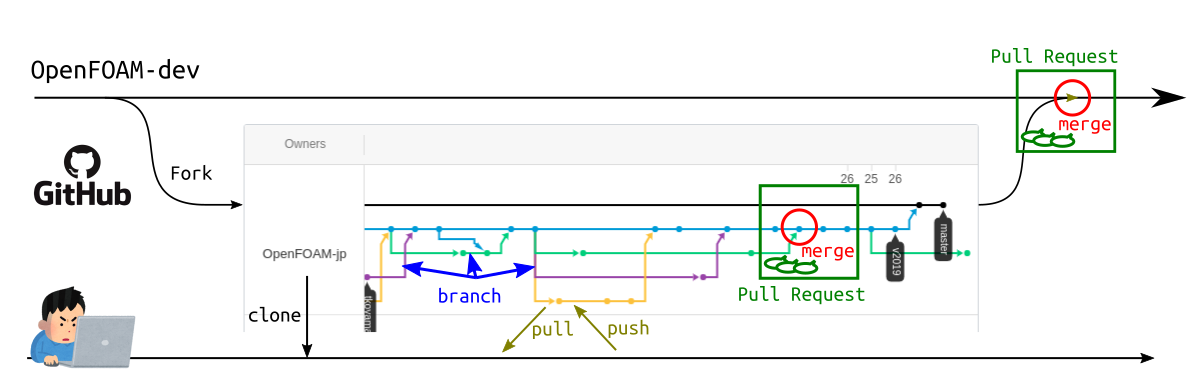 Pull Request
OpenFOAM-dev
merge
Owners
GitHub
Fork
26 25 26
OpenFOAM-jp
master
v2019
merge
branch
Pull Request
clone
pull
push